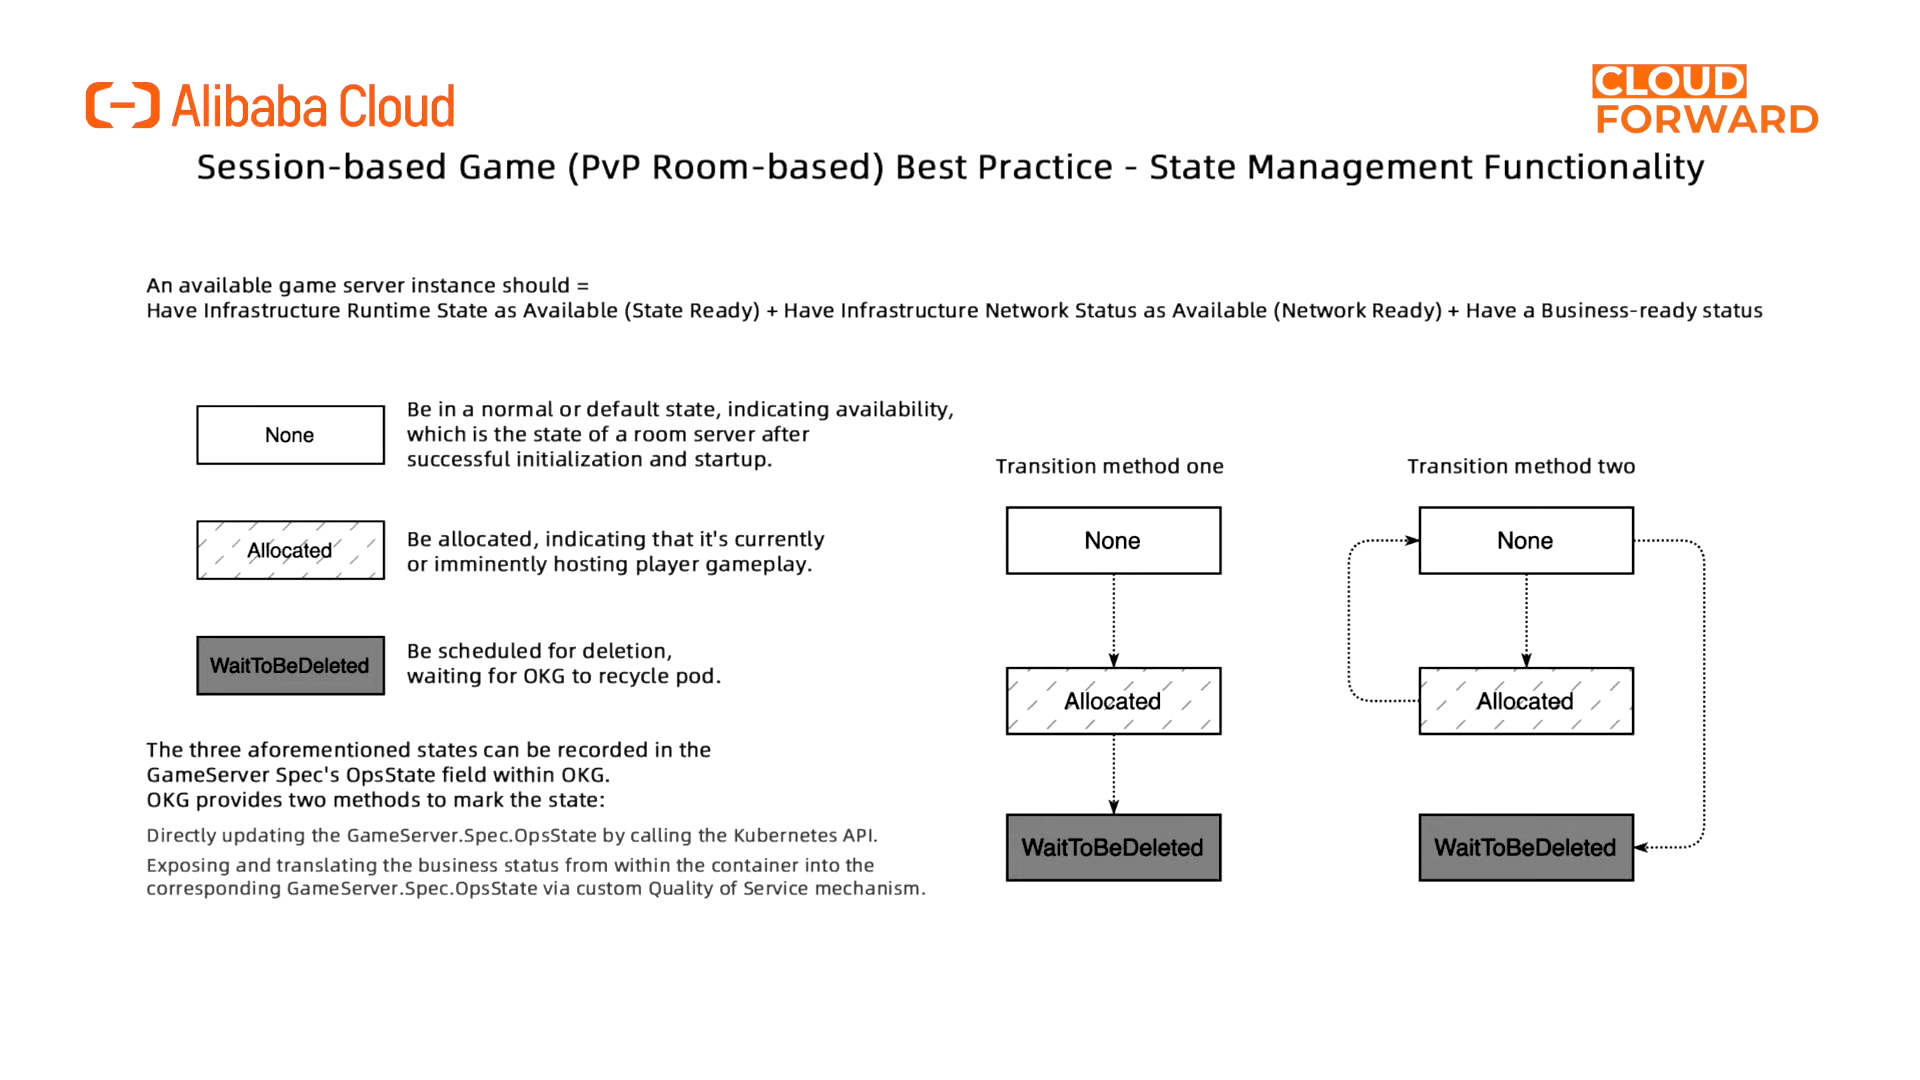 Alibaba Cloud
CLOUD
FORWARD
Session-based Game (PvP Room-based) Best Practice - State Management Functionality
An available game server instance should =
Have Infrastructure Runtime State as Available (State Ready) + Have Infrastructure Network Status as Available (Network Ready) + Have a Business-ready status
None
Be in a normal or default state, indicating availability,
which is the state of a room server after
successful initialization and startup.
Allocated
Be allocated, indicating that it's currently
or imminently hosting player gameplay.
WaitToBeDeleted
Be scheduled for deletion,
waiting for OKG to recycle pod.
The three aforementioned states can be recorded in the
GameServer Spec's OpsState field within OKG.
OKG provides two methods to mark the state:
Directly updating the GameServer.Spec.OpsState by calling the Kubernetes API.
Exposing and translating the business status from within the container into the
corresponding GameServer.Spec.OpsState via custom Quality of Service mechanism.
Transition method one
None
Allocated
WaitToBeDeleted
Transition method two
None
Allocated
WaitToBeDeleted